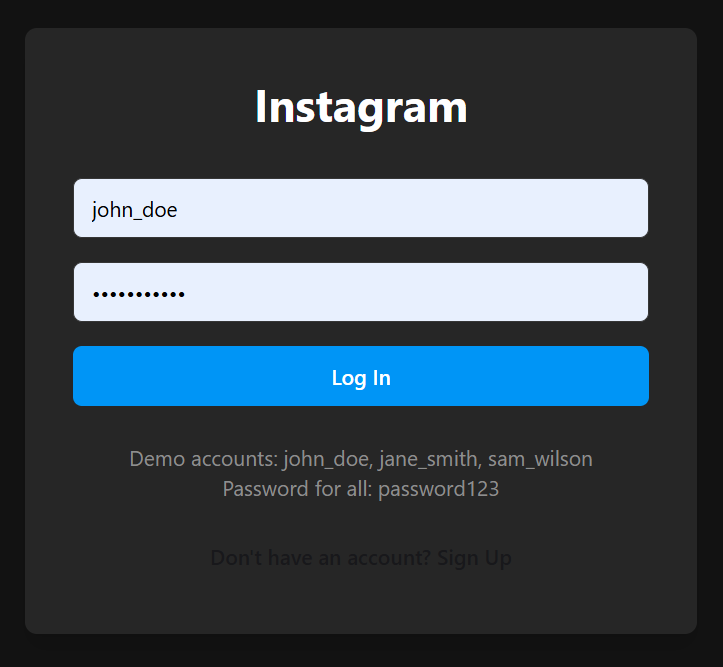 Instagram
john_doe
•••••••••••
Log In
Demo accounts: john_doe, jane_smith, sam_wilson
Password for all: password123
Don't have an account? Sign Up